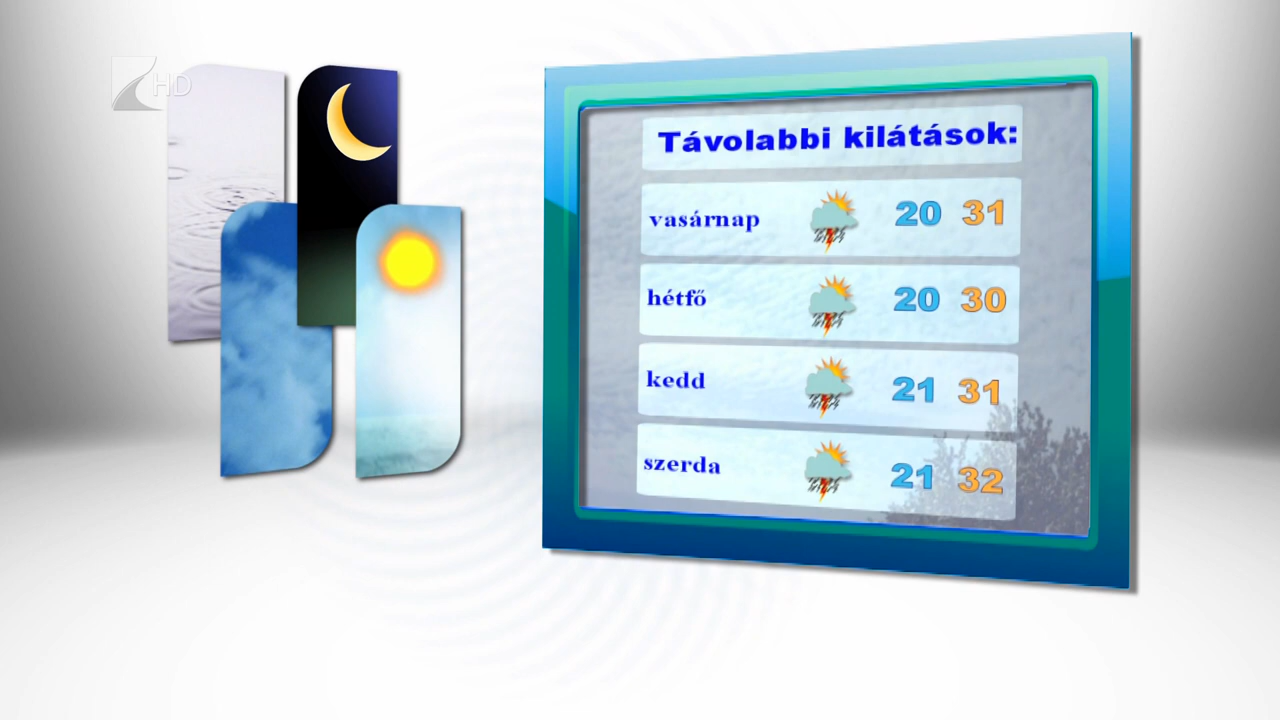 HD
Távolabbi kilátások:
vasárnap 20 31
hétfő 20 30
kedd 21 31
szerda 21 32